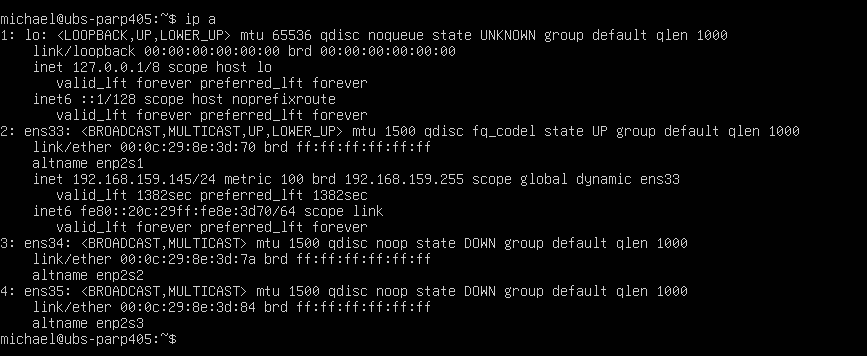 michael@ubs-parp405:~$ ip a
1: lo: <LOOPBACK,UP,LOWER_UP> mtu 65536 qdisc noqueue state UNKNOWN group default qlen 1000
    link/loopback 00:00:00:00:00:00 brd 00:00:00:00:00:00
    inet 127.0.0.1/8 scope host lo
       valid_lft forever preferred_lft forever
    inet6 ::1/128 scope host noprefixroute
       valid_lft forever preferred_lft forever
2: ens33: <BROADCAST,MULTICAST,UP,LOWER_UP> mtu 1500 qdisc fq_codel state UP group default qlen 1000
    link/ether 00:0c:29:8e:3d:70 brd ff:ff:ff:ff:ff:ff
    altname enp2s1
    inet 192.168.159.145/24 metric 100 brd 192.168.159.255 scope global dynamic ens33
       valid_lft 1382sec preferred_lft 1382sec
    inet6 fe80::20c:29ff:fe8e:3d70/64 scope link
       valid_lft forever preferred_lft forever
3: ens34: <BROADCAST,MULTICAST> mtu 1500 qdisc noop state DOWN group default qlen 1000
    link/ether 00:0c:29:8e:3d:7a brd ff:ff:ff:ff:ff:ff
    altname enp2s2
4: ens35: <BROADCAST,MULTICAST> mtu 1500 qdisc noop state DOWN group default qlen 1000
    link/ether 00:0c:29:8e:3d:84 brd ff:ff:ff:ff:ff:ff
    altname enp2s3
michael@ubs-parp405:~$